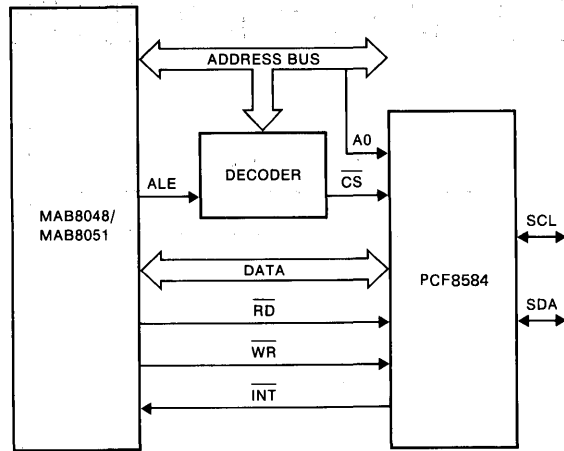 ADDRESS BUS
A0
DECODER
ALE
CS
MAB8048/
MAB8051
SCL
DATA
PCF8584
RD
SDA
WR
INT